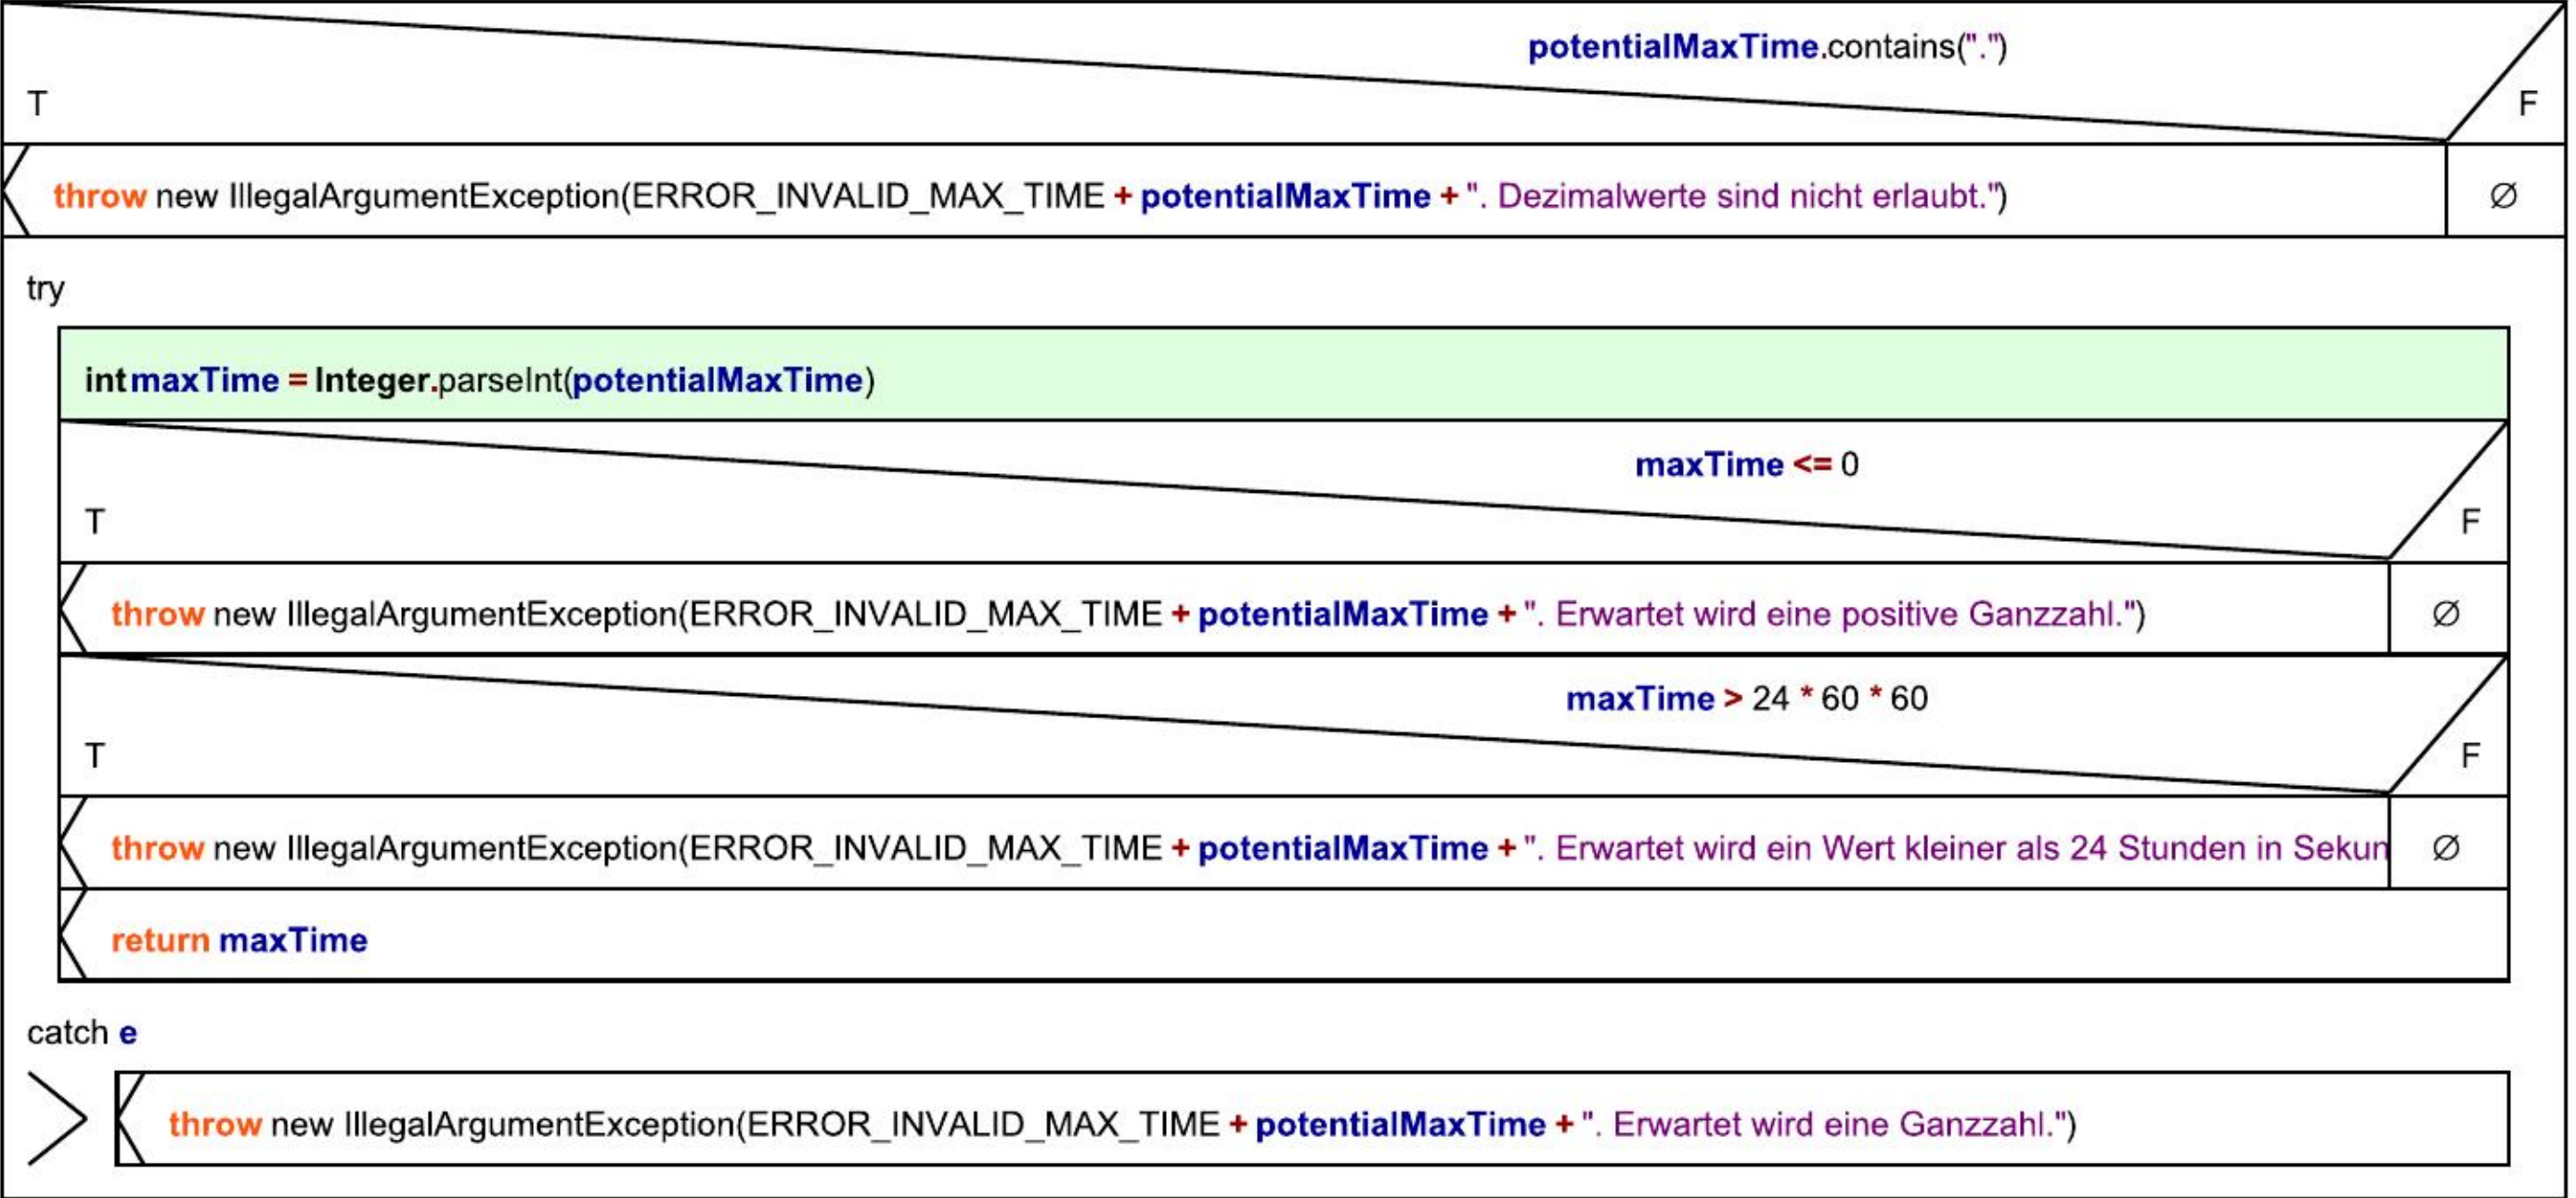 potentialMaxTime.contains(".")
T F
throw new IllegalArgumentException(ERROR_INVALID_MAX_TIME + potentialMaxTime + ". Dezimalwerte sind nicht erlaubt.") ∅
try
int maxTime = Integer.parseInt(potentialMaxTime)
maxTime <= 0
T F
throw new IllegalArgumentException(ERROR_INVALID_MAX_TIME + potentialMaxTime + ". Erwartet wird eine positive Ganzzahl.") ∅
maxTime > 24 * 60 * 60
T F
throw new IllegalArgumentException(ERROR_INVALID_MAX_TIME + potentialMaxTime + ". Erwartet wird ein Wert kleiner als 24 Stunden in Sekun ∅
return maxTime
catch e
throw new IllegalArgumentException(ERROR_INVALID_MAX_TIME + potentialMaxTime + ". Erwartet wird eine Ganzzahl.")